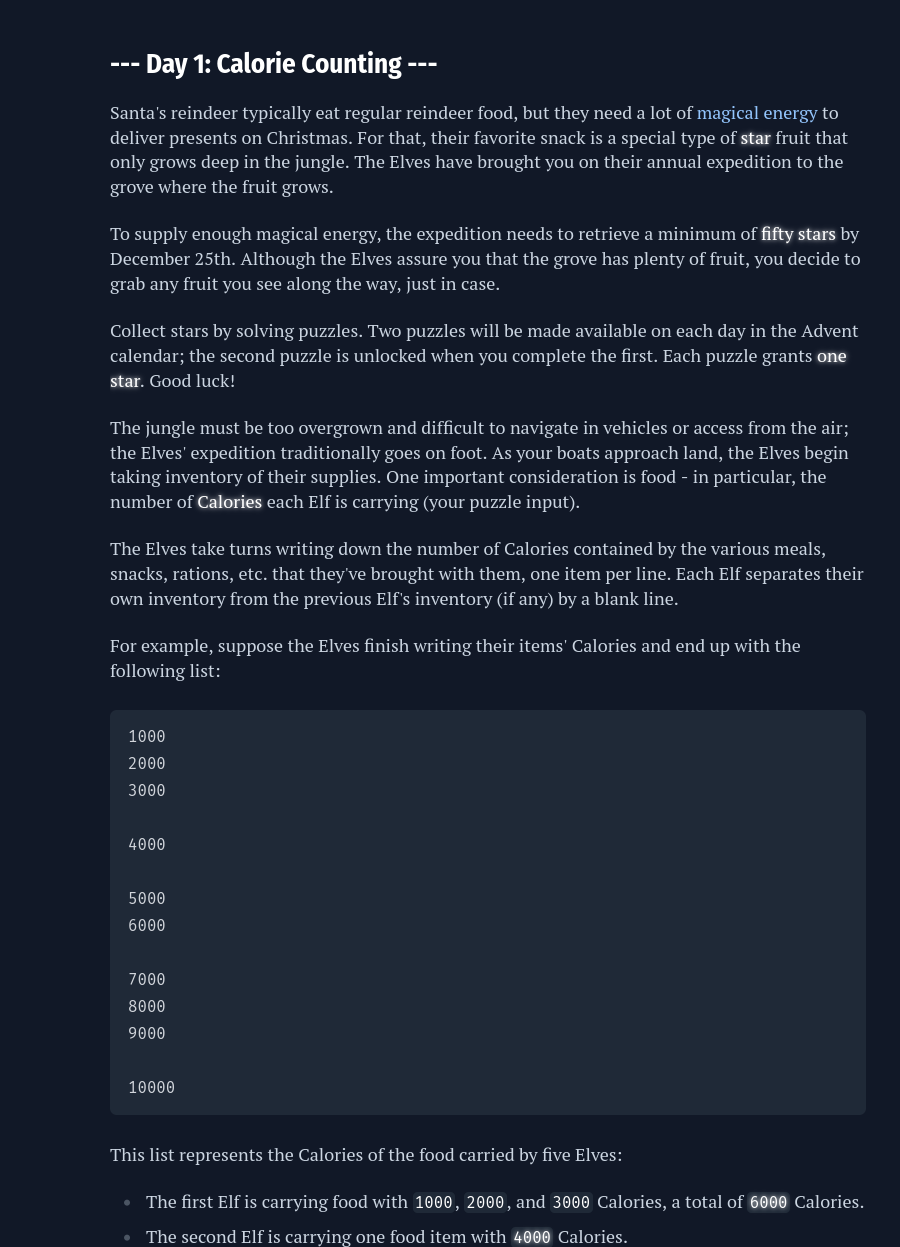 --- Day 1: Calorie Counting ---
Santa's reindeer typically eat regular reindeer food, but they need a lot of magical energy to
deliver presents on Christmas. For that, their favorite snack is a special type of star fruit that
only grows deep in the jungle. The Elves have brought you on their annual expedition to the
grove where the fruit grows.
To supply enough magical energy, the expedition needs to retrieve a minimum of fifty stars by
December 25th. Although the Elves assure you that the grove has plenty of fruit, you decide to
grab any fruit you see along the way, just in case.
Collect stars by solving puzzles. Two puzzles will be made available on each day in the Advent
calendar; the second puzzle is unlocked when you complete the first. Each puzzle grants one
star. Good luck!
The jungle must be too overgrown and difficult to navigate in vehicles or access from the air;
the Elves' expedition traditionally goes on foot. As your boats approach land, the Elves begin
taking inventory of their supplies. One important consideration is food - in particular, the
number of Calories each Elf is carrying (your puzzle input).
The Elves take turns writing down the number of Calories contained by the various meals,
snacks, rations, etc. that they've brought with them, one item per line. Each Elf separates their
own inventory from the previous Elf's inventory (if any) by a blank line.
For example, suppose the Elves finish writing their items' Calories and end up with the
following list:
1000
2000
3000
4000
5000
6000
7000
8000
9000
10000
This list represents the Calories of the food carried by five Elves:
The first Elf is carrying food with 1000, 2000, and 3000 Calories, a total of 6000 Calories.
The second Elf is carrying one food item with 4000 Calories.